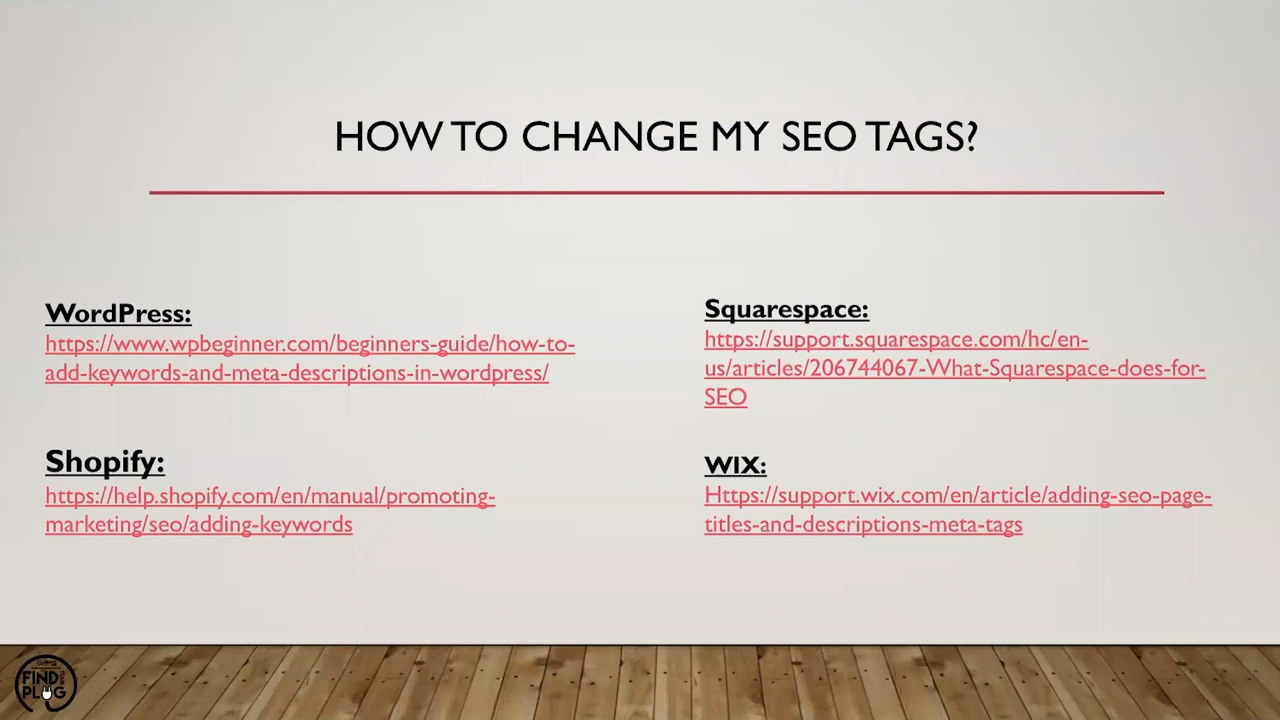 HOW TO CHANGE MY SEO TAGS?
WordPress:
https://www.wpbeginner.com/beginners-guide/how-to-
add-keywords-and-meta-descriptions-in-wordpress/
Shopify:
https://help.shopify.com/en/manual/promoting-
marketing/seo/adding-keywords
Squarespace:
https://support.squarespace.com/hc/en-
us/articles/206744067-What-Squarespace-does-for-
SEO
WIX:
Https://support.wix.com/en/article/adding-seo-page-
titles-and-descriptions-meta-tags
FIND
PLUG